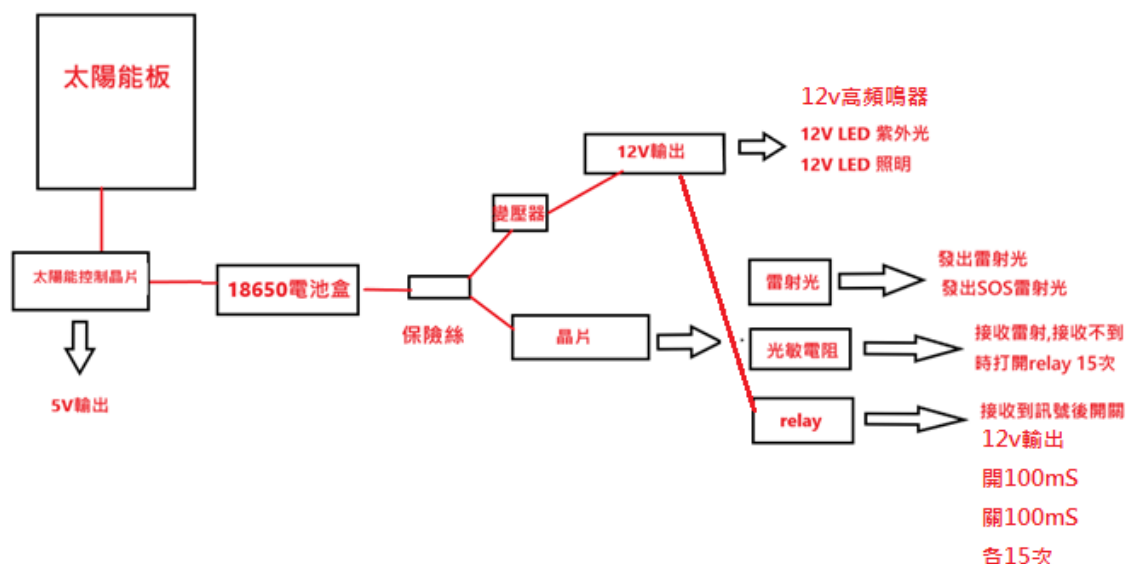 太陽能板
12v高頻鳴器
12V LED 紫外光
12V LED 照明
12V輸出
變壓器
太陽能控制晶片
18650電池盒
保險絲
晶片
5V輸出
雷射光
發出雷射光
發出SOS雷射光
光敏電阻
接收雷射,接收不到
時打開relay 15次
relay
接收到訊號後開關
12v輸出
開100mS
關100mS
各15次